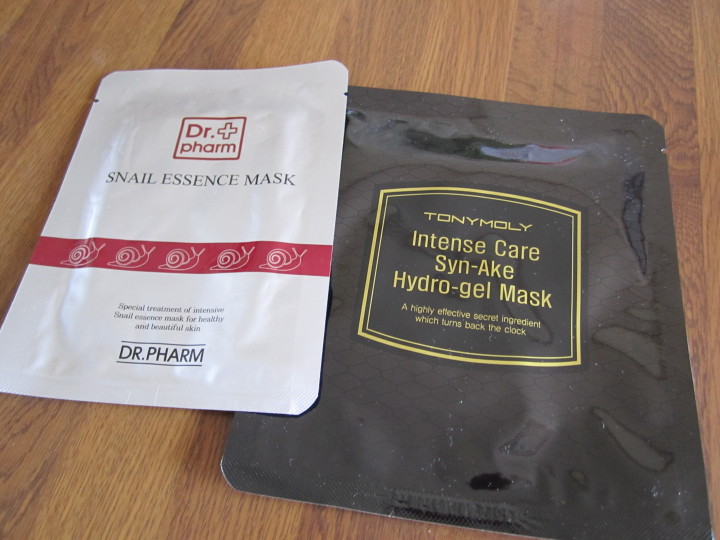 Dr.
pharm
SNAIL ESSENCE MASK
Special treatment of intensive
Snail essence mask for healthy
and beautiful skin
DR.PHARM
TONYMOLY
Intense Care
Syn-Ake
Hydro-gel Mask
A highly effective secret ingredient
which turns back the clock